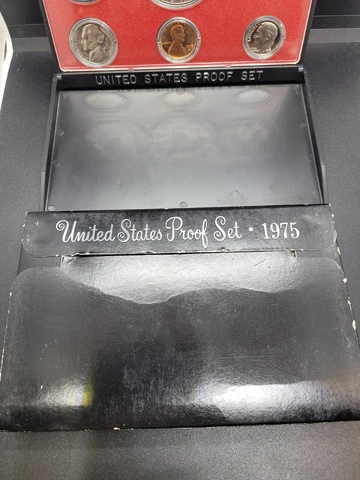 UNITED STATES PROOF SET
United States Proof Set • 1975